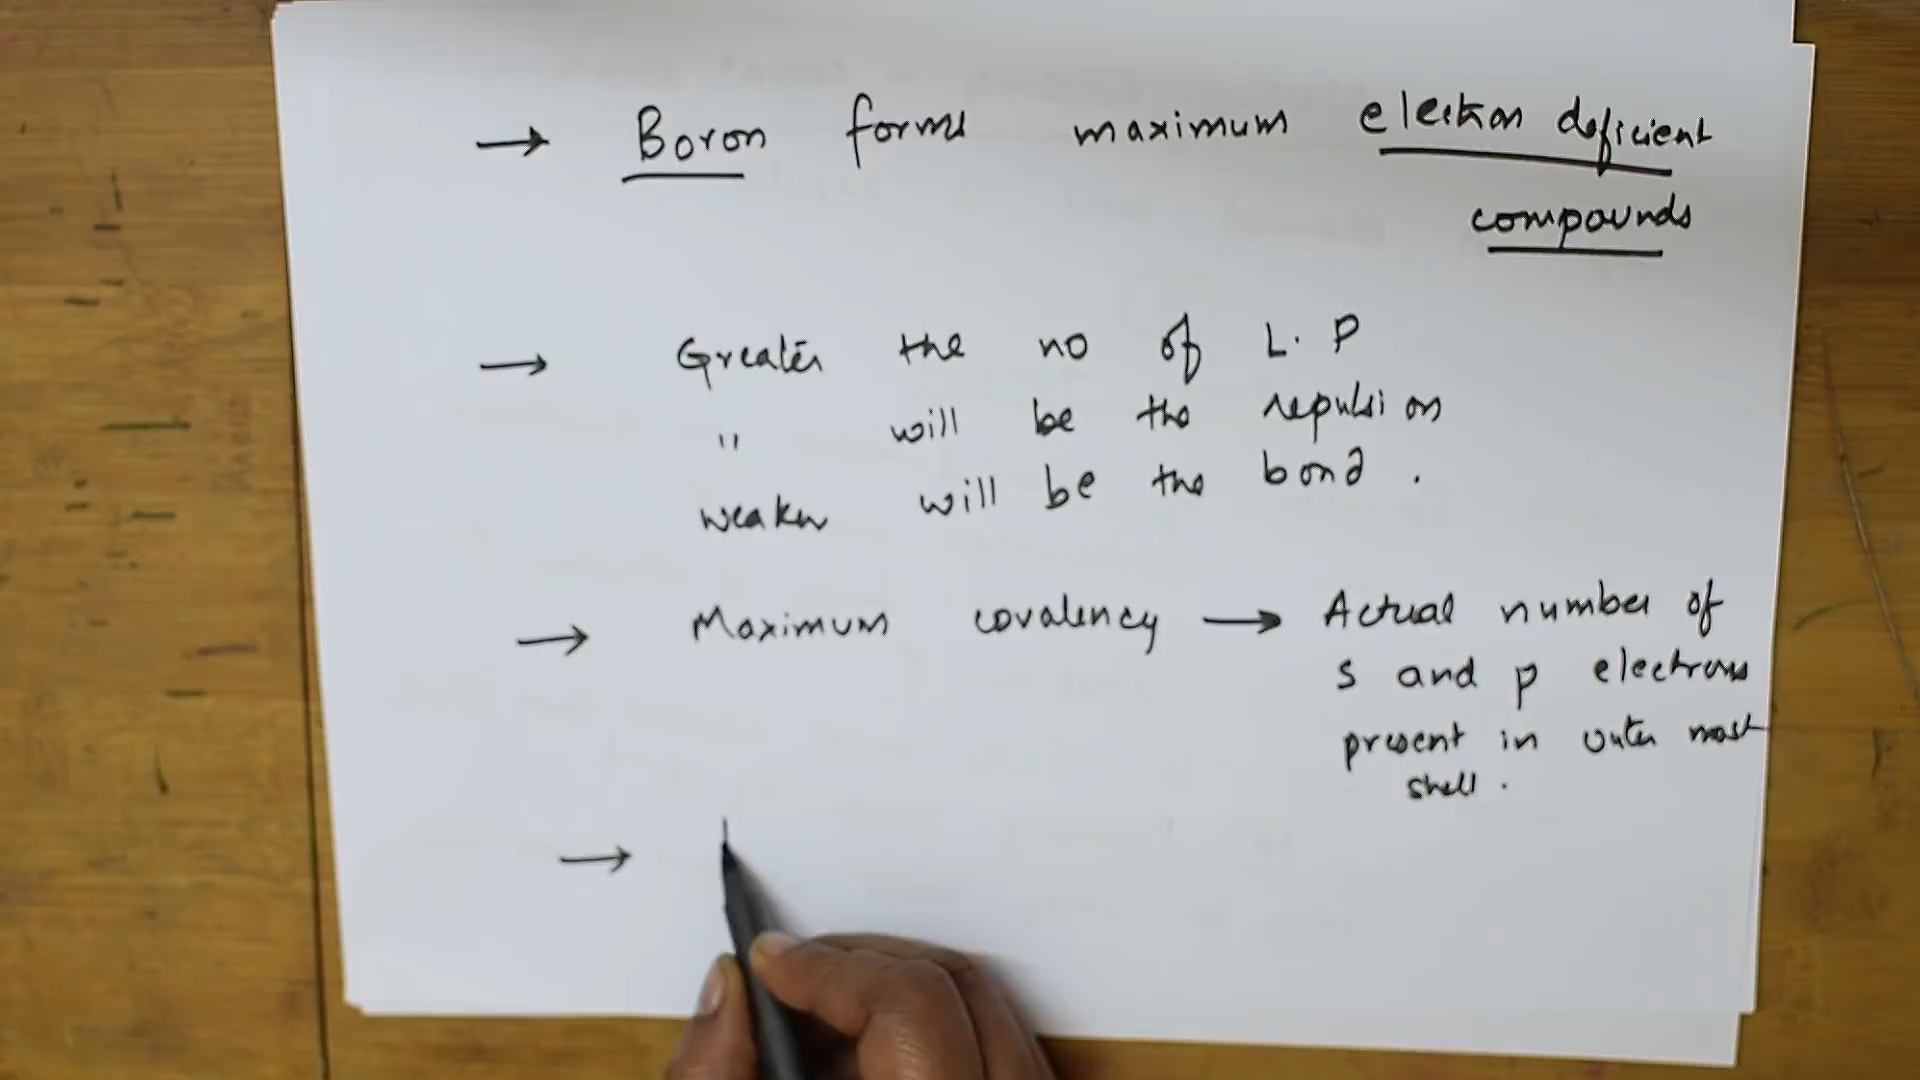 → Boron forms maximum electron deficient
compounds
→ Greater the no of L.P
" will be the repulsion
weaker will be the bond.
→ Maximum covalency → Actual number of
s and p electrons
present in outer most
shell.
→